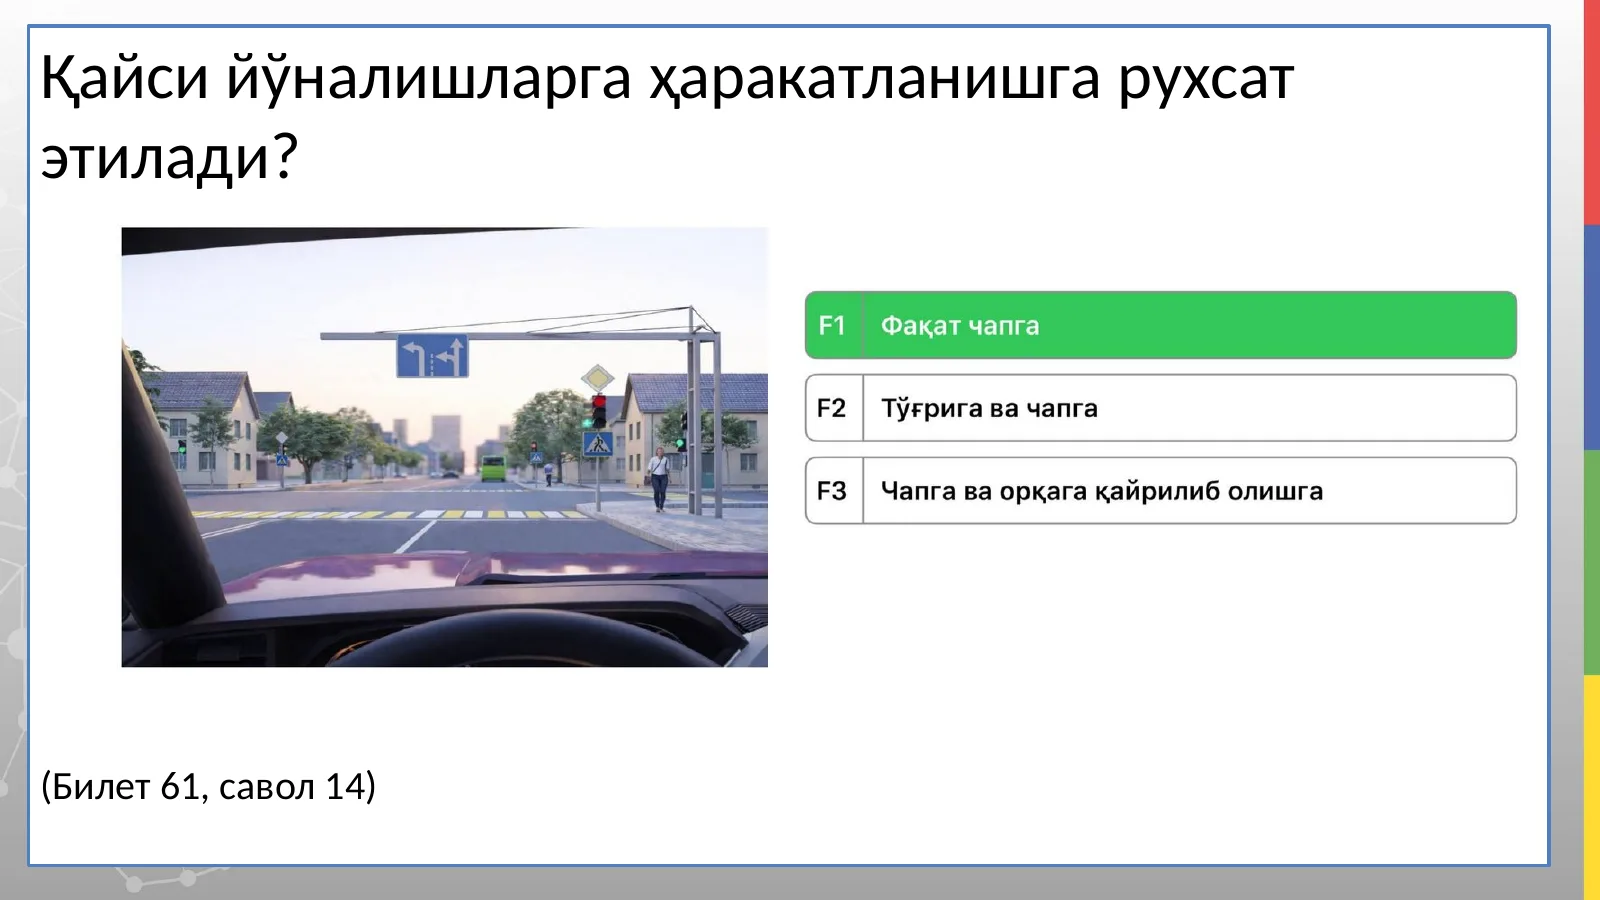 Қайси йўналишларга ҳаракатланишга рухсат
этилади?
F1 Фақат чапга
F2 Тўғрига ва чапга
F3 Чапга ва орқага қайрилиб олишга
(Билет 61, савол 14)